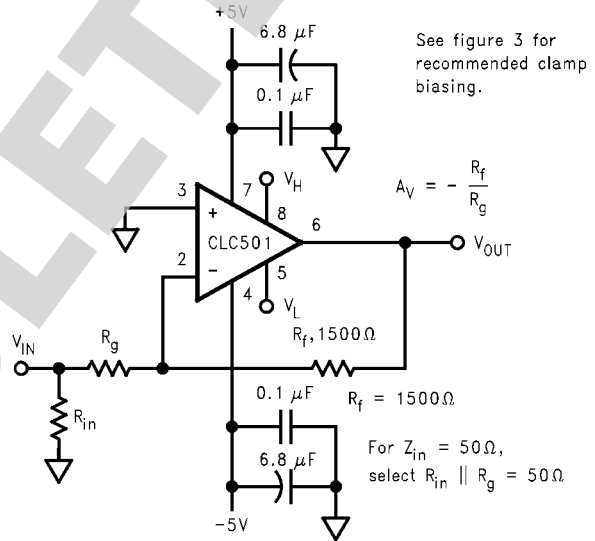 +5V
6.8 μF
See figure 3 for
recommended clamp
biasing.
0.1 μF
3
7
V_H
8
A_V = - R_f / R_g
+
CLC501
6
V_OUT
2
-
5
4
V_L
V_IN
R_g
R_f, 1500Ω
R_in
0.1 μF
R_f = 1500Ω
6.8 μF
For Z_in = 50Ω,
select R_in || R_g = 50Ω
-5V